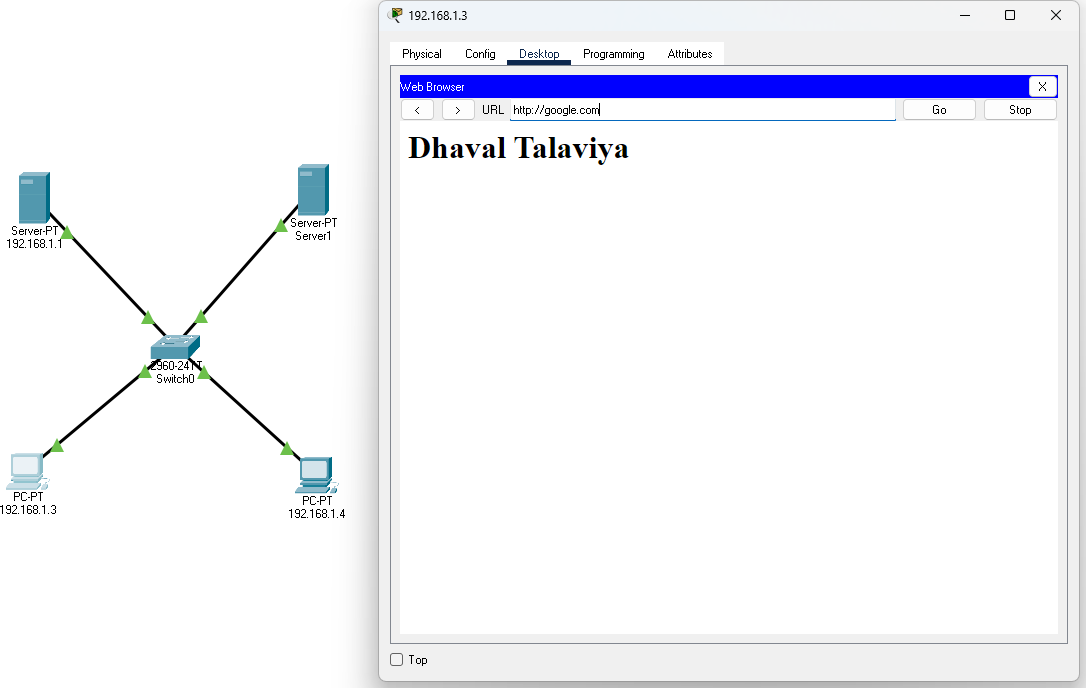 192.168.1.3
Physical Config Desktop Programming Attributes
Web Browser
X
< > URL http://google.com Go Stop
Dhaval Talaviya
Server-PT
192.168.1.1
Server-PT
Server1
2960-24TT
Switch0
PC-PT
192.168.1.3
PC-PT
192.168.1.4
Top